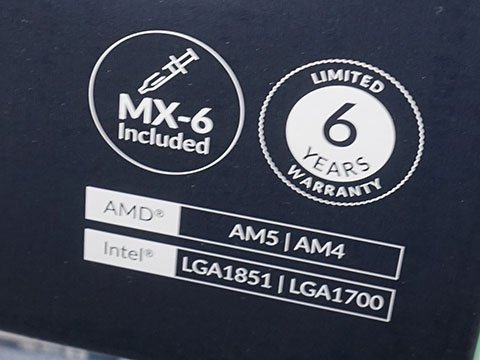 MX-6
Included
LIMITED
6
YEARS
WARRANTY
AMD® AM5 | AM4
Intel® LGA1851 | LGA1700